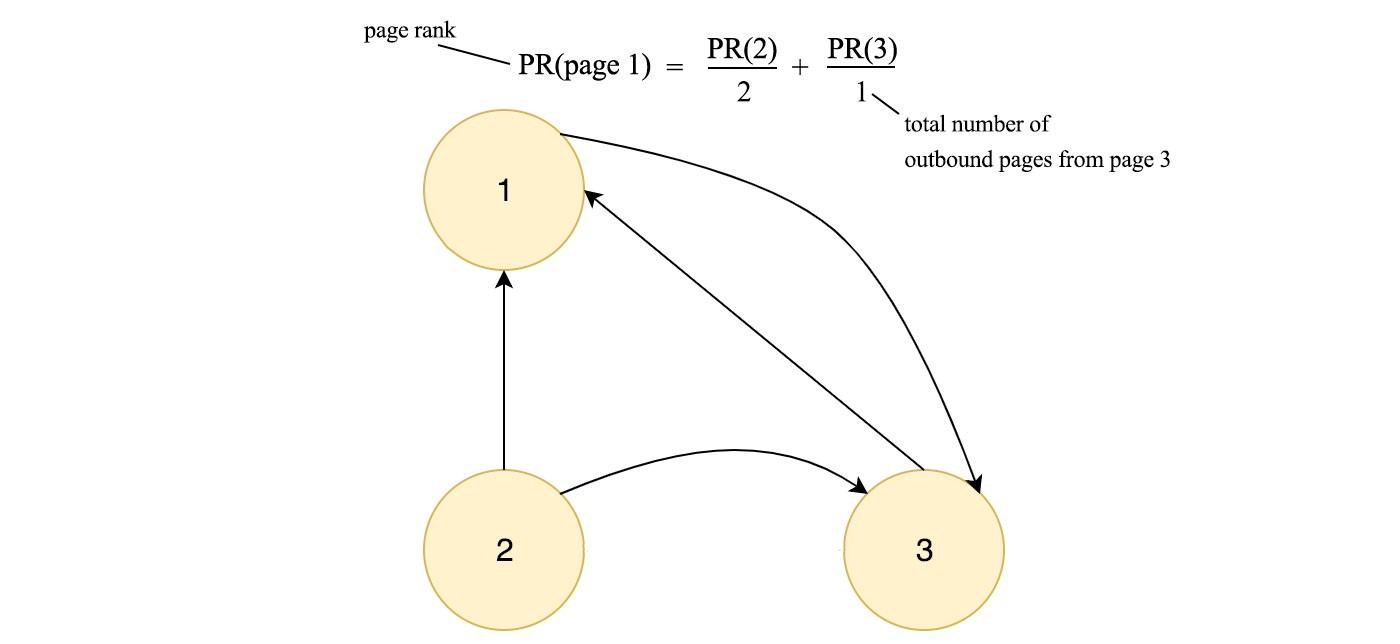 page rank
PR(page 1) = PR(2)/2 + PR(3)/1
total number of
outbound pages from page 3
1
2
3